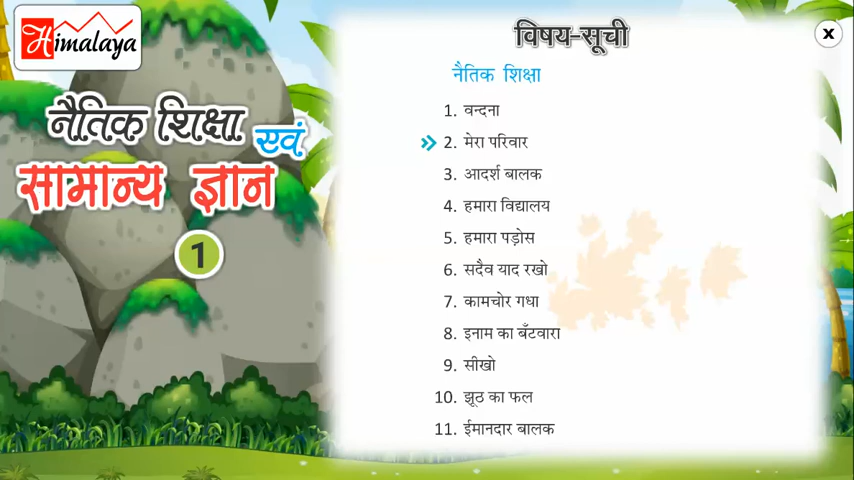 Himalaya
नैतिक शिक्षा
एवं
सामान्य ज्ञान
1
विषय-सूची
x
नैतिक शिक्षा
1. वन्दना
2. मेरा परिवार
3. आदर्श बालक
4. हमारा विद्यालय
5. हमारा पड़ोस
6. सदैव याद रखो
7. कामचोर गधा
8. इनाम का बँटवारा
9. सीखो
10. झूठ का फल
11. ईमानदार बालक